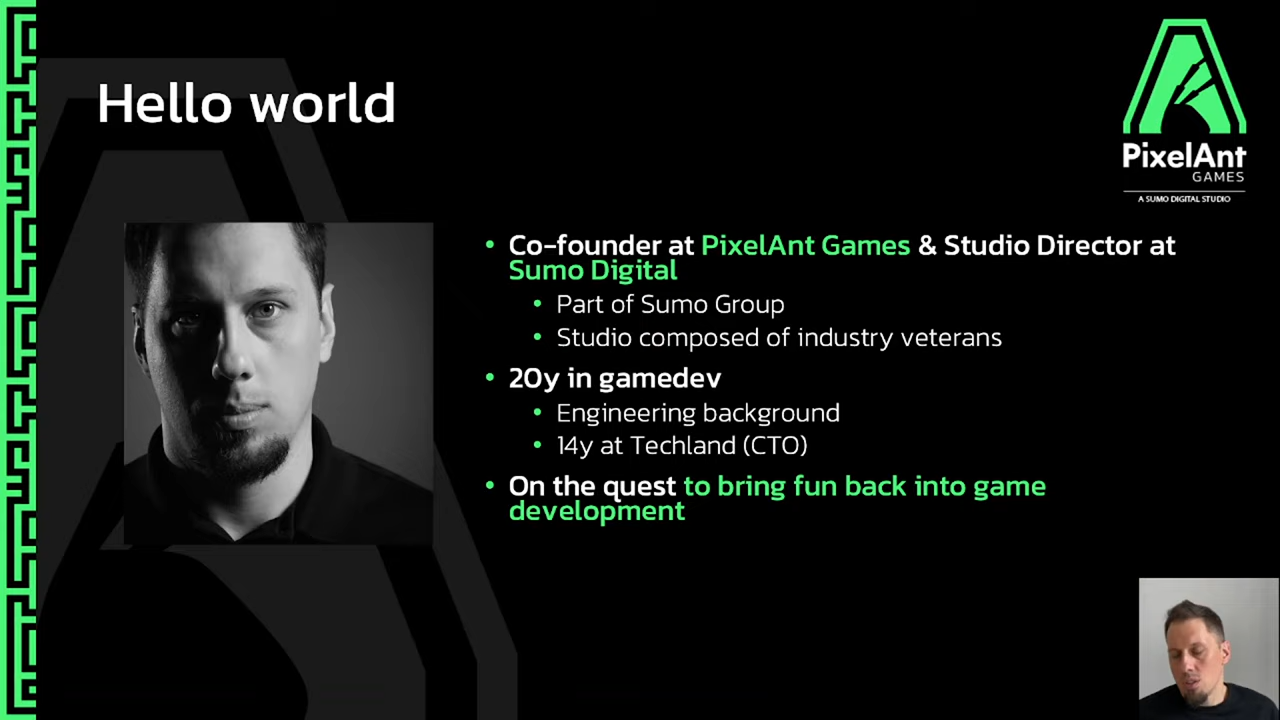 Hello world
PixelAnt
GAMES
A SUMO DIGITAL STUDIO
• Co-founder at PixelAnt Games & Studio Director at
Sumo Digital
• Part of Sumo Group
• Studio composed of industry veterans
• 20y in gamedev
• Engineering background
• 14y at Techland (CTO)
• On the quest to bring fun back into game
development